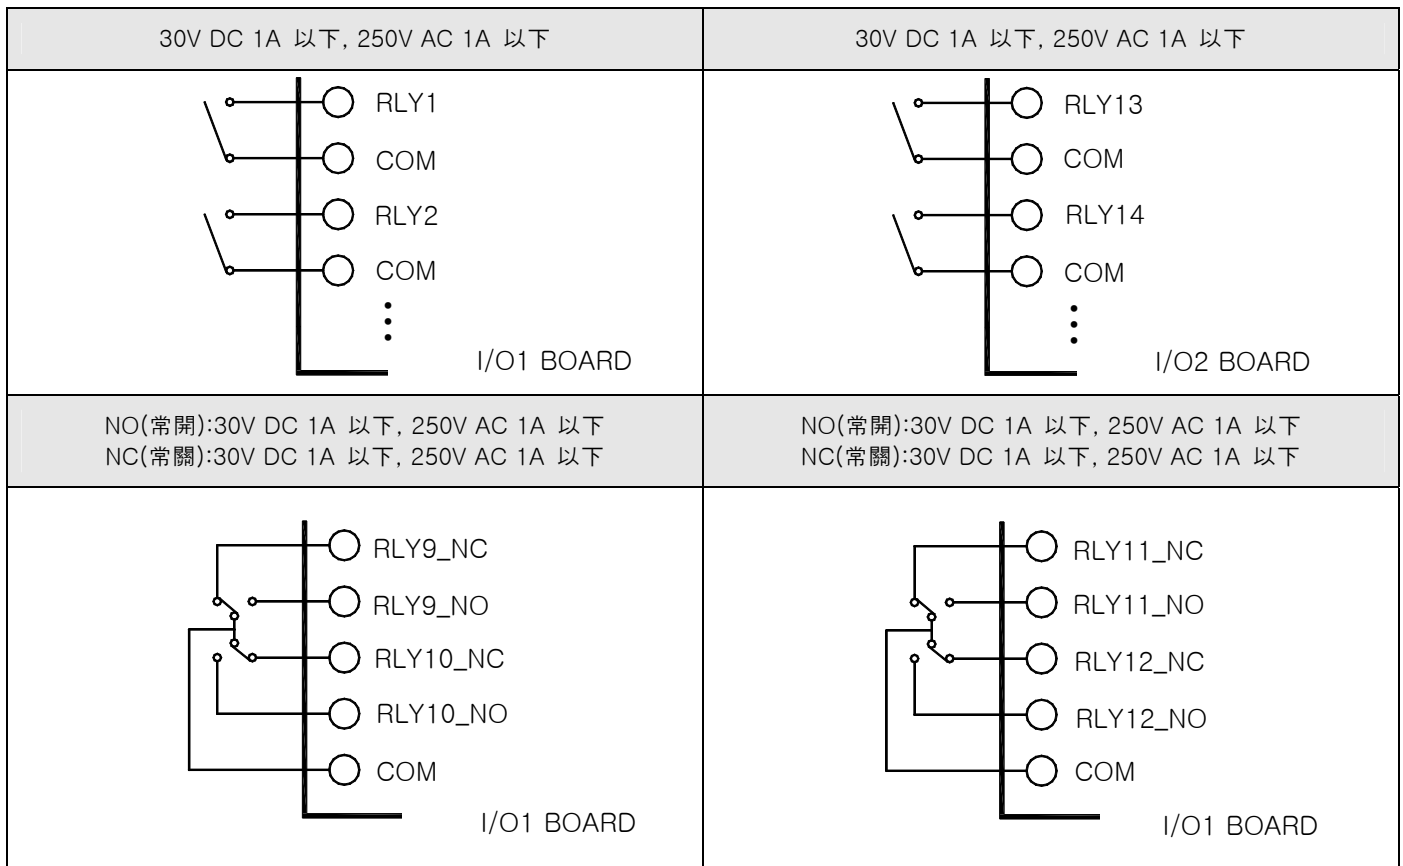 30V DC 1A 以下, 250V AC 1A 以下
30V DC 1A 以下, 250V AC 1A 以下
RLY1
COM
RLY2
COM
I/O1 BOARD
RLY13
COM
RLY14
COM
I/O2 BOARD
NO(常開):30V DC 1A 以下, 250V AC 1A 以下
NC(常關):30V DC 1A 以下, 250V AC 1A 以下
NO(常開):30V DC 1A 以下, 250V AC 1A 以下
NC(常關):30V DC 1A 以下, 250V AC 1A 以下
RLY9_NC
RLY9_NO
RLY10_NC
RLY10_NO
COM
I/O1 BOARD
RLY11_NC
RLY11_NO
RLY12_NC
RLY12_NO
COM
I/O1 BOARD